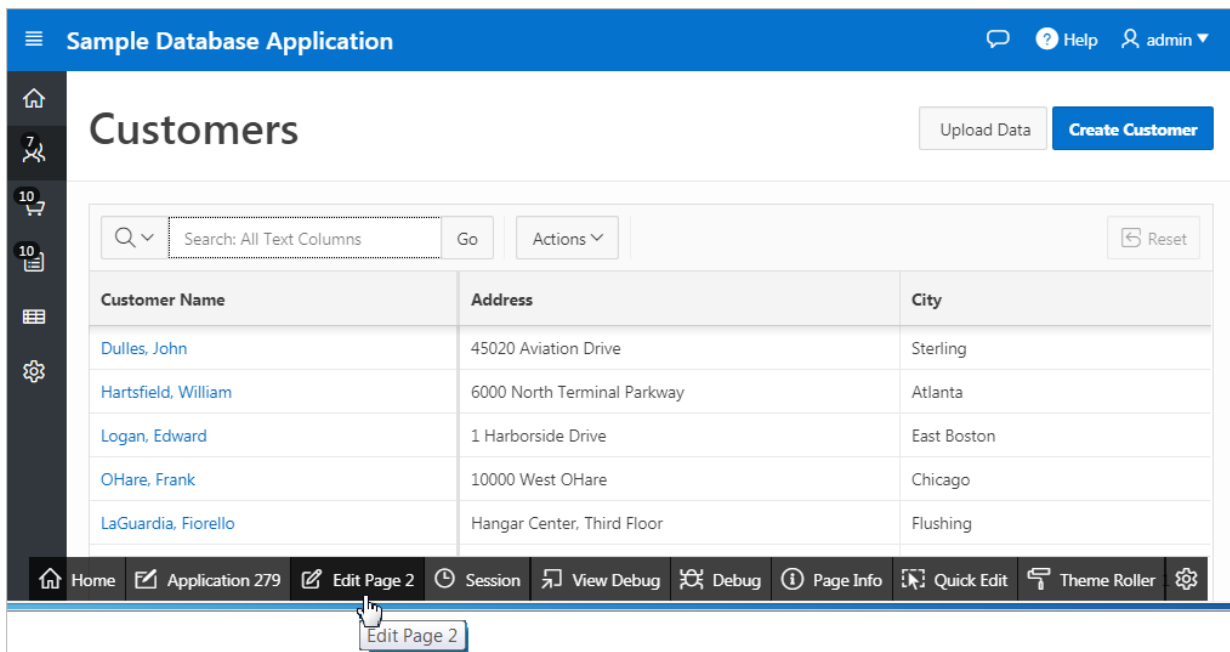 Sample Database Application
? Help admin
Customers
Upload Data Create Customer
7
10
10
Search: All Text Columns Go Actions Reset
Customer Name Address City
Dulles, John 45020 Aviation Drive Sterling
Hartsfield, William 6000 North Terminal Parkway Atlanta
Logan, Edward 1 Harborside Drive East Boston
OHare, Frank 10000 West OHare Chicago
LaGuardia, Fiorello Hangar Center, Third Floor Flushing
Home Application 279 Edit Page 2 Session View Debug Debug Page Info Quick Edit Theme Roller
Edit Page 2